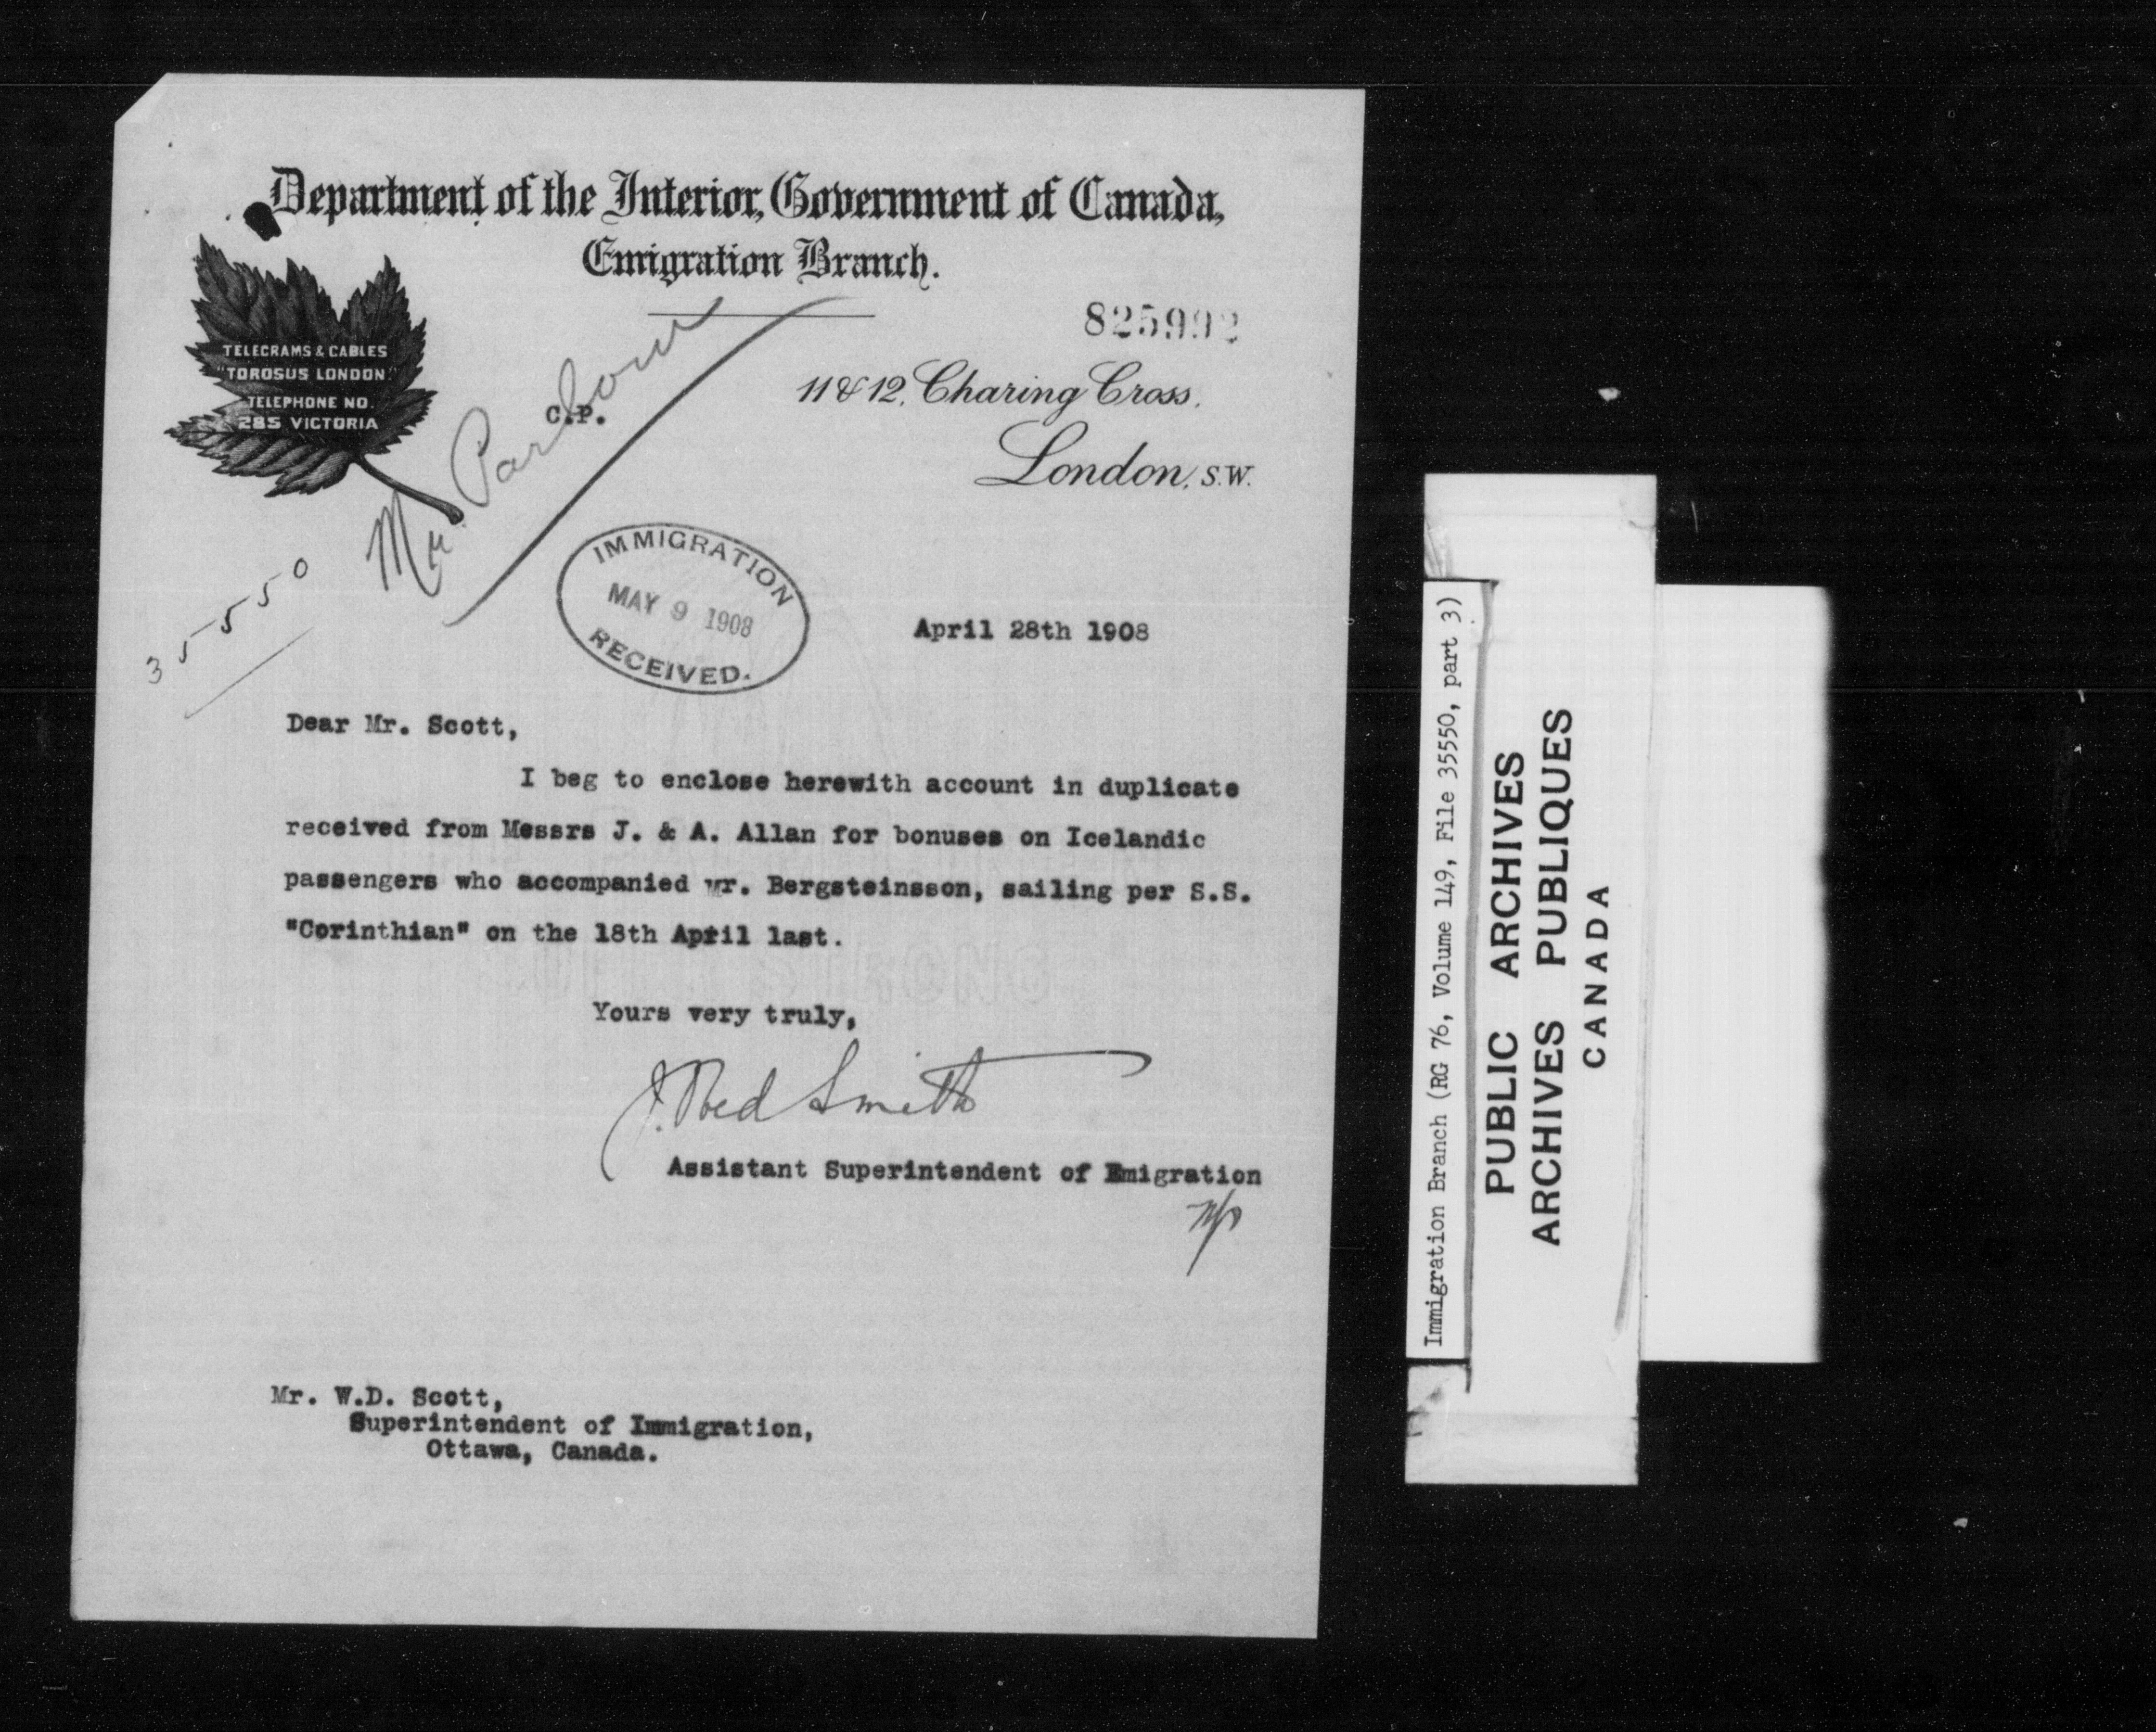 Department of the Interior, Government of Canada,
Emigration Branch.
825992
TELEGRAMS & CABLES
"TOROSUS LONDON."
TELEPHONE NO.
285 VICTORIA
11 & 12, Charing Cross,
London, S.W.
C.P.
Mr.
35550
IMMIGRATION
MAY 9 1908
RECEIVED.
April 28th 1908
Dear Mr. Scott,
I beg to enclose herewith account in duplicate
received from Messrs J. & A. Allan for bonuses on Icelandic
passengers who accompanied Mr. Bergsteinsson, sailing per S.S.
"Corinthian" on the 18th April last.
Yours very truly,
J. Obed Smith
Assistant Superintendent of Emigration
Mr. W.D. Scott,
Superintendent of Immigration,
Ottawa, Canada.
Immigration Branch (RG 76, Volume 149, File 35550, part 3)
PUBLIC ARCHIVES
ARCHIVES PUBLIQUES
CANADA